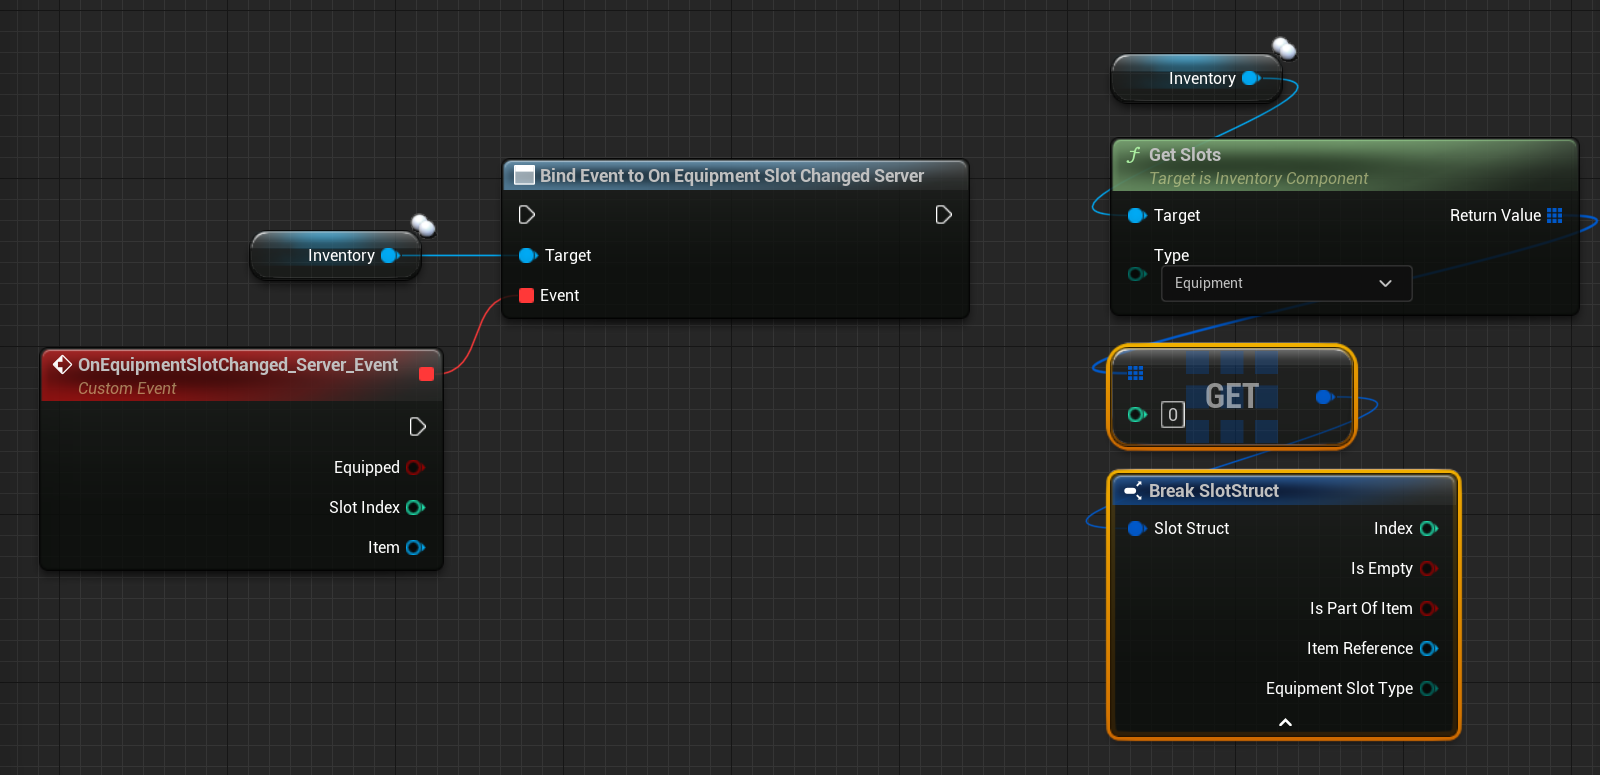 Inventory
Bind Event to On Equipment Slot Changed Server
Target
Event
OnEquipmentSlotChanged_Server_Event
Custom Event
Equipped
Slot Index
Item
Inventory
f Get Slots
Target is Inventory Component
Target Return Value
Type
Equipment
GET
0
Break SlotStruct
Slot Struct Index
Is Empty
Is Part Of Item
Item Reference
Equipment Slot Type